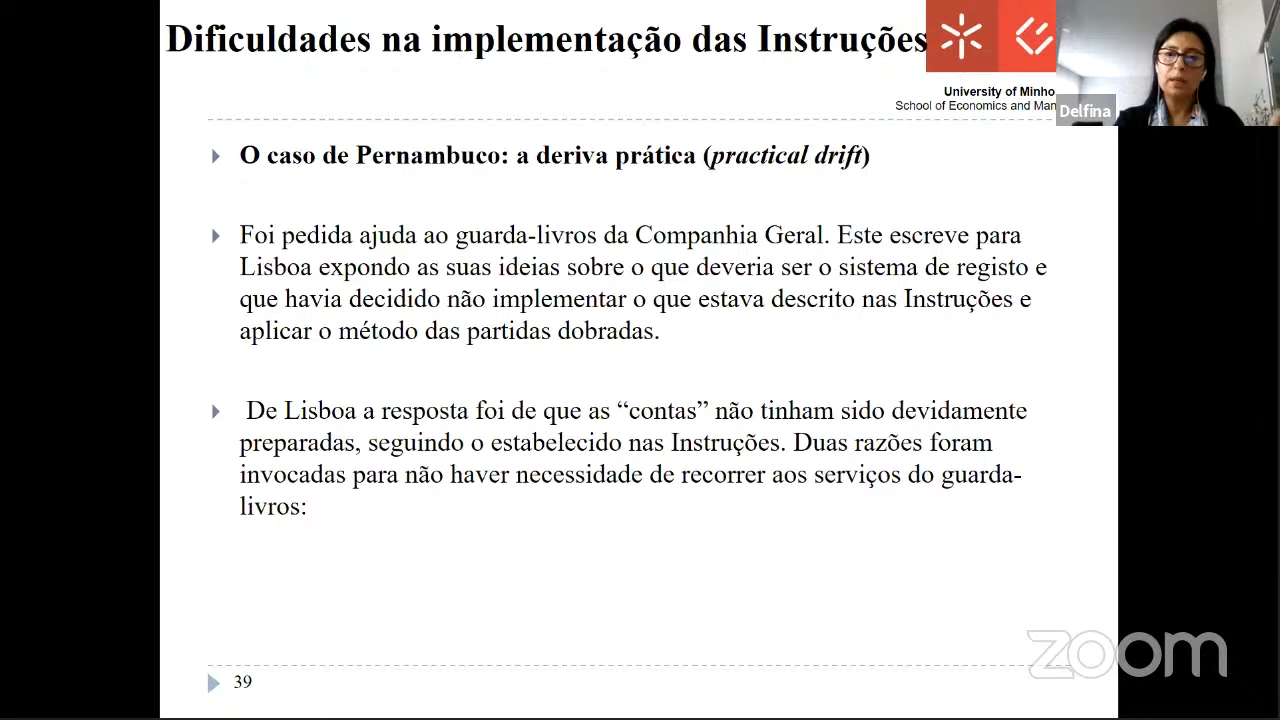 Dificuldades na implementação das Instruções
University of Minho
School of Economics and Man
Delfina
O caso de Pernambuco: a deriva prática (practical drift)
Foi pedida ajuda ao guarda-livros da Companhia Geral. Este escreve para
Lisboa expondo as suas ideias sobre o que deveria ser o sistema de registo e
que havia decidido não implementar o que estava descrito nas Instruções e
aplicar o método das partidas dobradas.
De Lisboa a resposta foi de que as “contas” não tinham sido devidamente
preparadas, seguindo o estabelecido nas Instruções. Duas razões foram
invocadas para não haver necessidade de recorrer aos serviços do guarda-
livros:
zoom
39